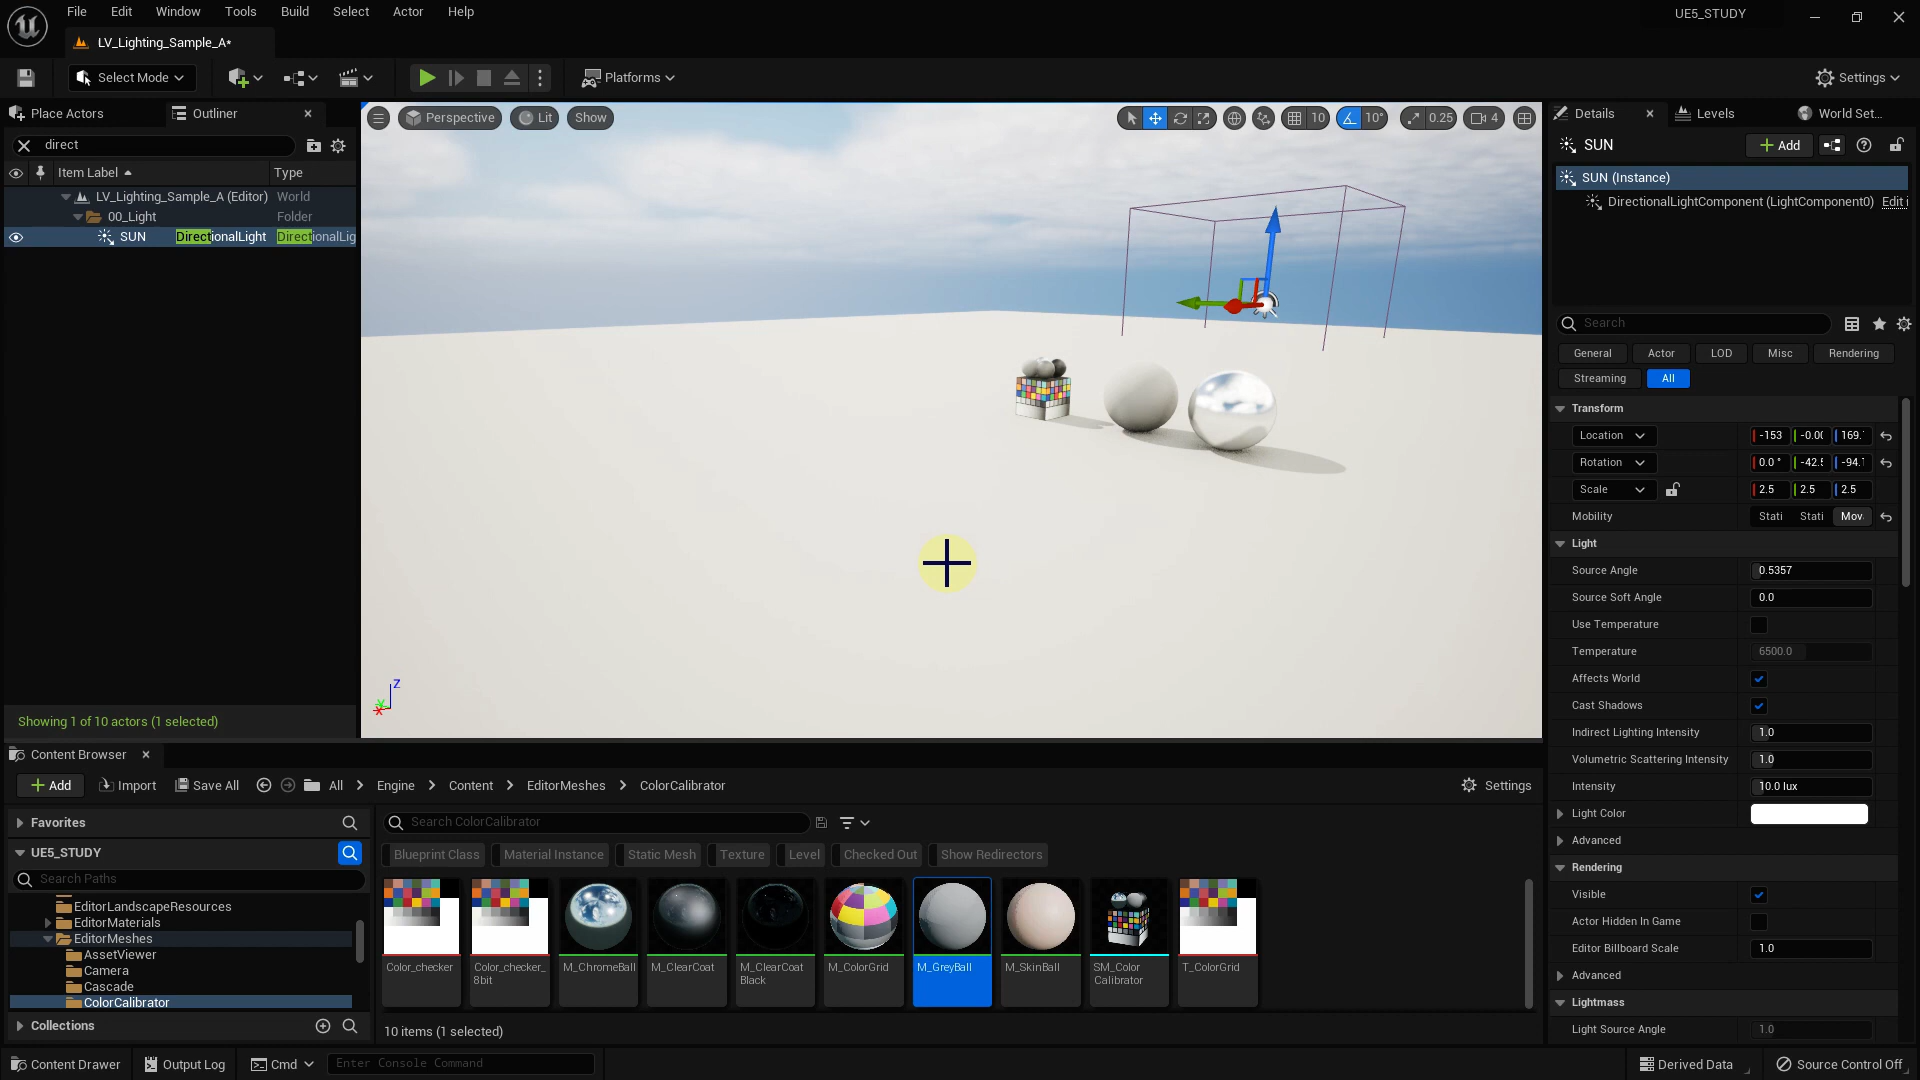 File Edit Window Tools Build Select Actor Help
UE5_STUDY
LV_Lighting_Sample_A*
Select Mode
Platforms
Settings
Place Actors
Outliner
direct
Item Label
Type
LV_Lighting_Sample_A (Editor) World
00_Light Folder
SUN DirectionalLight DirectionalLig
Showing 1 of 10 actors (1 selected)
Perspective
Lit
Show
10
10°
0.25
4
Z
X
Details
Levels
World Set...
SUN
Add
SUN (Instance)
DirectionalLightComponent (LightComponent0) Edit i
Search
General Actor LOD Misc Rendering
Streaming All
Transform
Location -153 -0.00 169.
Rotation 0.0 ° -42.5 -94.1
Scale 2.5 2.5 2.5
Mobility Stati Stati Mov
Light
Source Angle 0.5357
Source Soft Angle 0.0
Use Temperature
Temperature 6500.0
Affects World
Cast Shadows
Indirect Lighting Intensity 1.0
Volumetric Scattering Intensity 1.0
Intensity 10.0 lux
Light Color
Advanced
Rendering
Visible
Actor Hidden In Game
Editor Billboard Scale 1.0
Advanced
Lightmass
Light Source Angle 1.0
Content Browser
Add Import Save All All Engine Content EditorMeshes ColorCalibrator Settings
Favorites
UE5_STUDY
Search Paths
EditorLandscapeResources
EditorMaterials
EditorMeshes
AssetViewer
Camera
Cascade
ColorCalibrator
Collections
Search ColorCalibrator
Blueprint Class Material Instance Static Mesh Texture Level Checked Out Show Redirectors
Color_checker
Color_checker_
8bit
M_ChromeBall
M_ClearCoat
M_ClearCoat
Black
M_ColorGrid
M_GreyBall
M_SkinBall
SM_Color
Calibrator
T_ColorGrid
10 items (1 selected)
Content Drawer Output Log Cmd Enter Console Command Derived Data Source Control Off